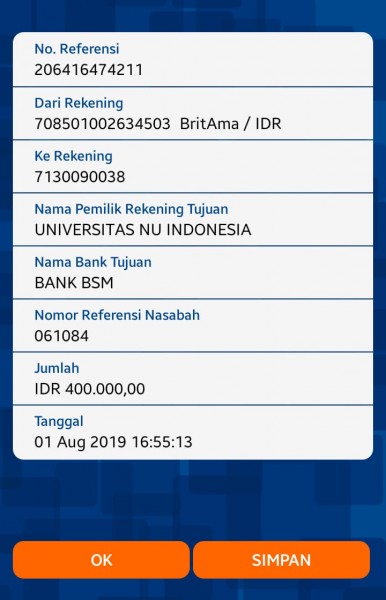 No. Referensi
206416474211
Dari Rekening
708501002634503 BritAma / IDR
Ke Rekening
7130090038
Nama Pemilik Rekening Tujuan
UNIVERSITAS NU INDONESIA
Nama Bank Tujuan
BANK BSM
Nomor Referensi Nasabah
061084
Jumlah
IDR 400.000,00
Tanggal
01 Aug 2019 16:55:13
OK
SIMPAN